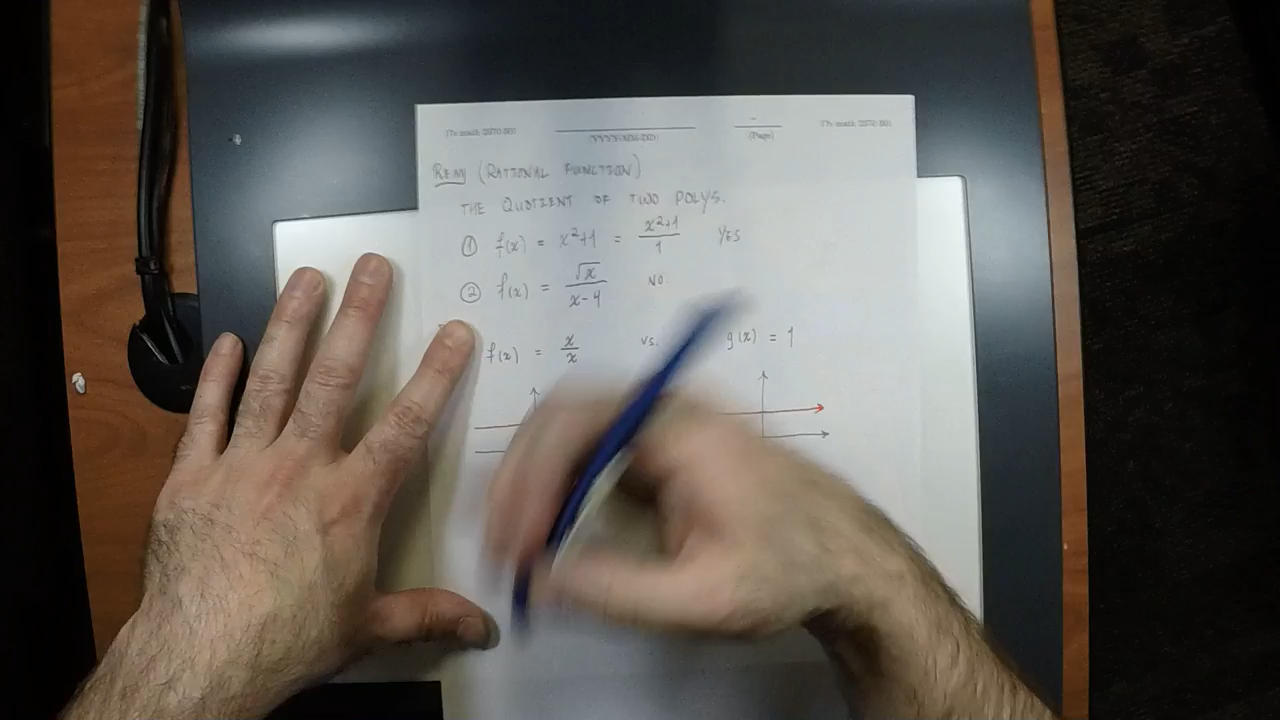 (Page)
REM (RATIONAL FUNCTION)
THE QUOTIENT OF TWO POLYS.
① f(x) = x²+1 = x²+1/1 YES
② f(x) = √x/x-4 NO.
f(x) = x/x vs. g(x) = 1